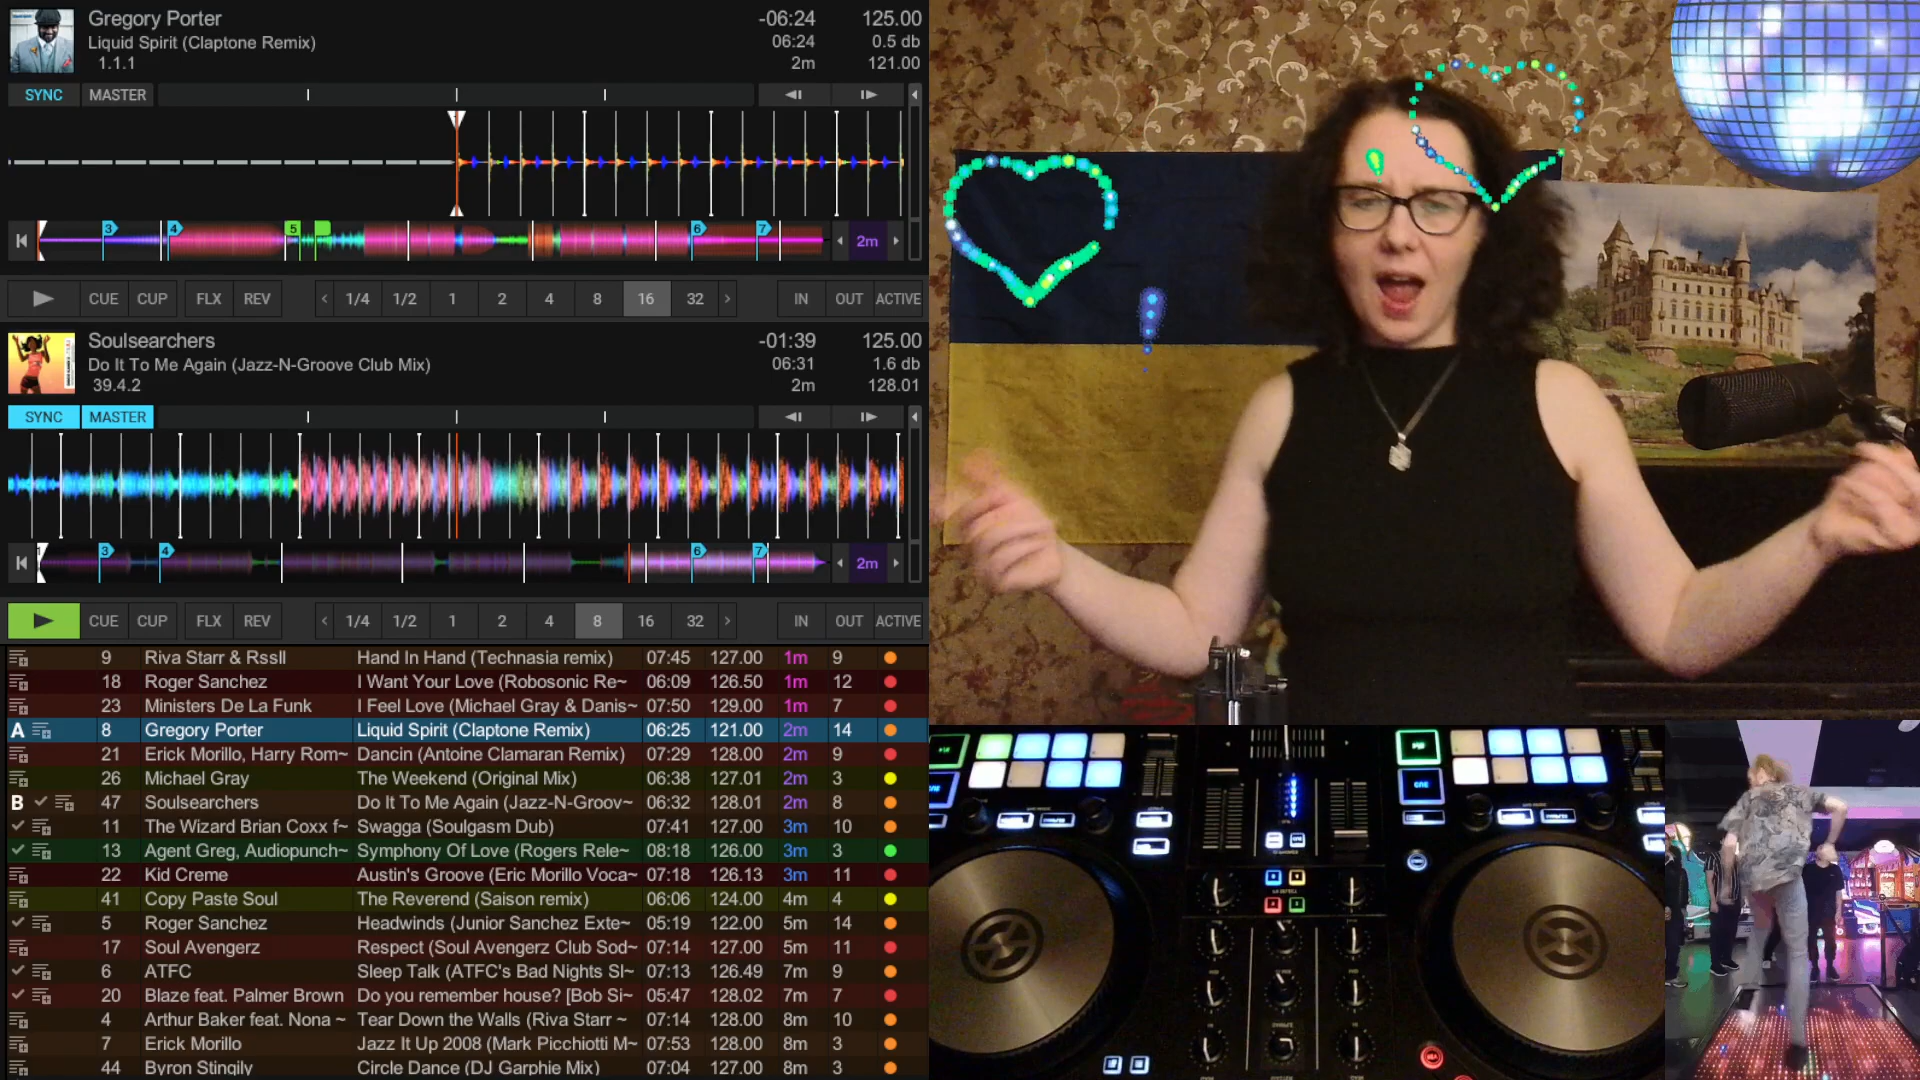 Gregory Porter -06:24 125.00
Liquid Spirit (Claptone Remix) 06:24 0.5 db
1.1.1 2m 121.00
SYNC MASTER
3 4 5 6 7 2m
CUE CUP FLX REV 1/4 1/2 1 2 4 8 16 32 IN OUT ACTIVE
Soulsearchers -01:39 125.00
Do It To Me Again (Jazz-N-Groove Club Mix) 06:31 1.6 db
39.4.2 2m 128.01
SYNC MASTER
1 3 4 6 7 2m
CUE CUP FLX REV 1/4 1/2 1 2 4 8 16 32 IN OUT ACTIVE
9 Riva Starr & Rssll Hand In Hand (Technasia remix) 07:45 127.00 1m 9
18 Roger Sanchez I Want Your Love (Robosonic Re~ 06:09 126.50 1m 12
23 Ministers De La Funk I Feel Love (Michael Gray & Danis~ 07:50 129.00 1m 7
A 8 Gregory Porter Liquid Spirit (Claptone Remix) 06:25 121.00 2m 14
21 Erick Morillo, Harry Rom~ Dancin (Antoine Clamaran Remix) 07:29 128.00 2m 9
26 Michael Gray The Weekend (Original Mix) 06:38 127.01 2m 3
B 47 Soulsearchers Do It To Me Again (Jazz-N-Groov~ 06:32 128.01 2m 8
11 The Wizard Brian Coxx f~ Swagga (Soulgasm Dub) 07:41 127.00 3m 10
13 Agent Greg, Audiopunch~ Symphony Of Love (Rogers Rele~ 08:18 126.00 3m 3
22 Kid Creme Austin's Groove (Eric Morillo Voca~ 07:18 126.13 3m 11
41 Copy Paste Soul The Reverend (Saison remix) 06:06 124.00 4m 4
5 Roger Sanchez Headwinds (Junior Sanchez Exte~ 05:19 122.00 5m 14
17 Soul Avengerz Respect (Soul Avengerz Club Sod~ 07:14 127.00 5m 11
6 ATFC Sleep Talk (ATFC's Bad Nights Sl~ 07:13 126.49 7m 9
20 Blaze feat. Palmer Brown Do you remember house? [Bob Si~ 05:47 128.02 7m 7
4 Arthur Baker feat. Nona ~ Tear Down the Walls (Riva Starr ~ 07:14 128.00 8m 10
7 Erick Morillo Jazz It Up 2008 (Mark Picchiotti M~ 07:53 128.00 8m 3
44 Byron Stingily Circle Dance (DJ Garphie Mix) 07:04 127.00 8m 3